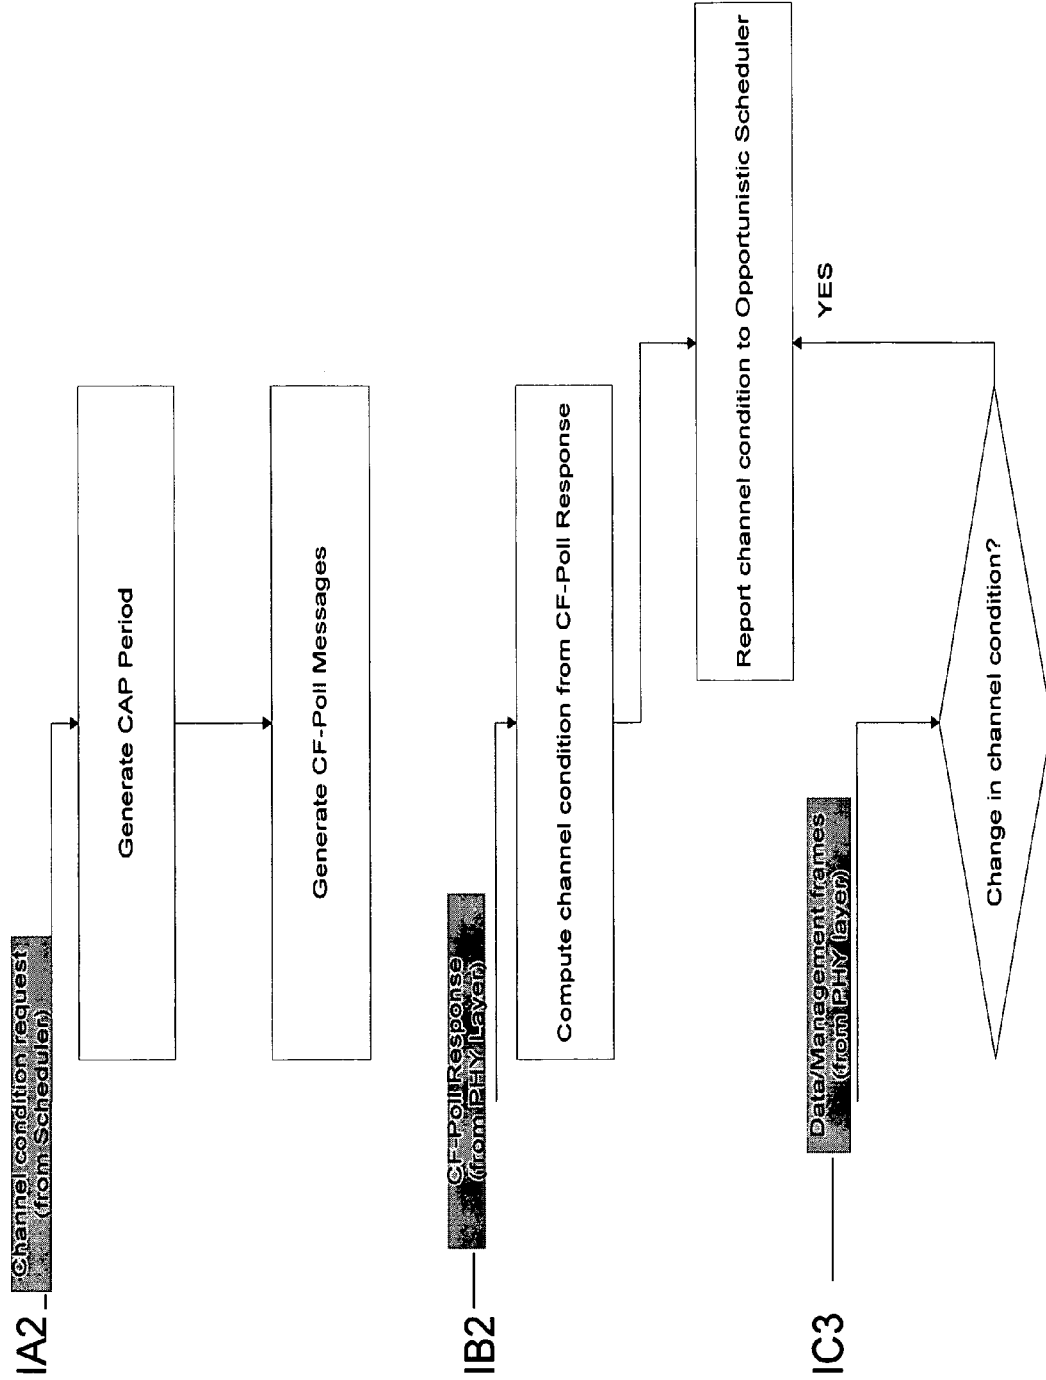 IA2
Channel condition request
(from Scheduler)
Generate CAP Period
Generate CF-Poll Messages
IB2
CF-Poll Response
(from PHY Layer)
Compute channel condition from CF-Poll Response
Report channel condition to Opportunistic Scheduler
YES
IC3
Data/Management frames
(from PHY layer)
Change in channel condition?